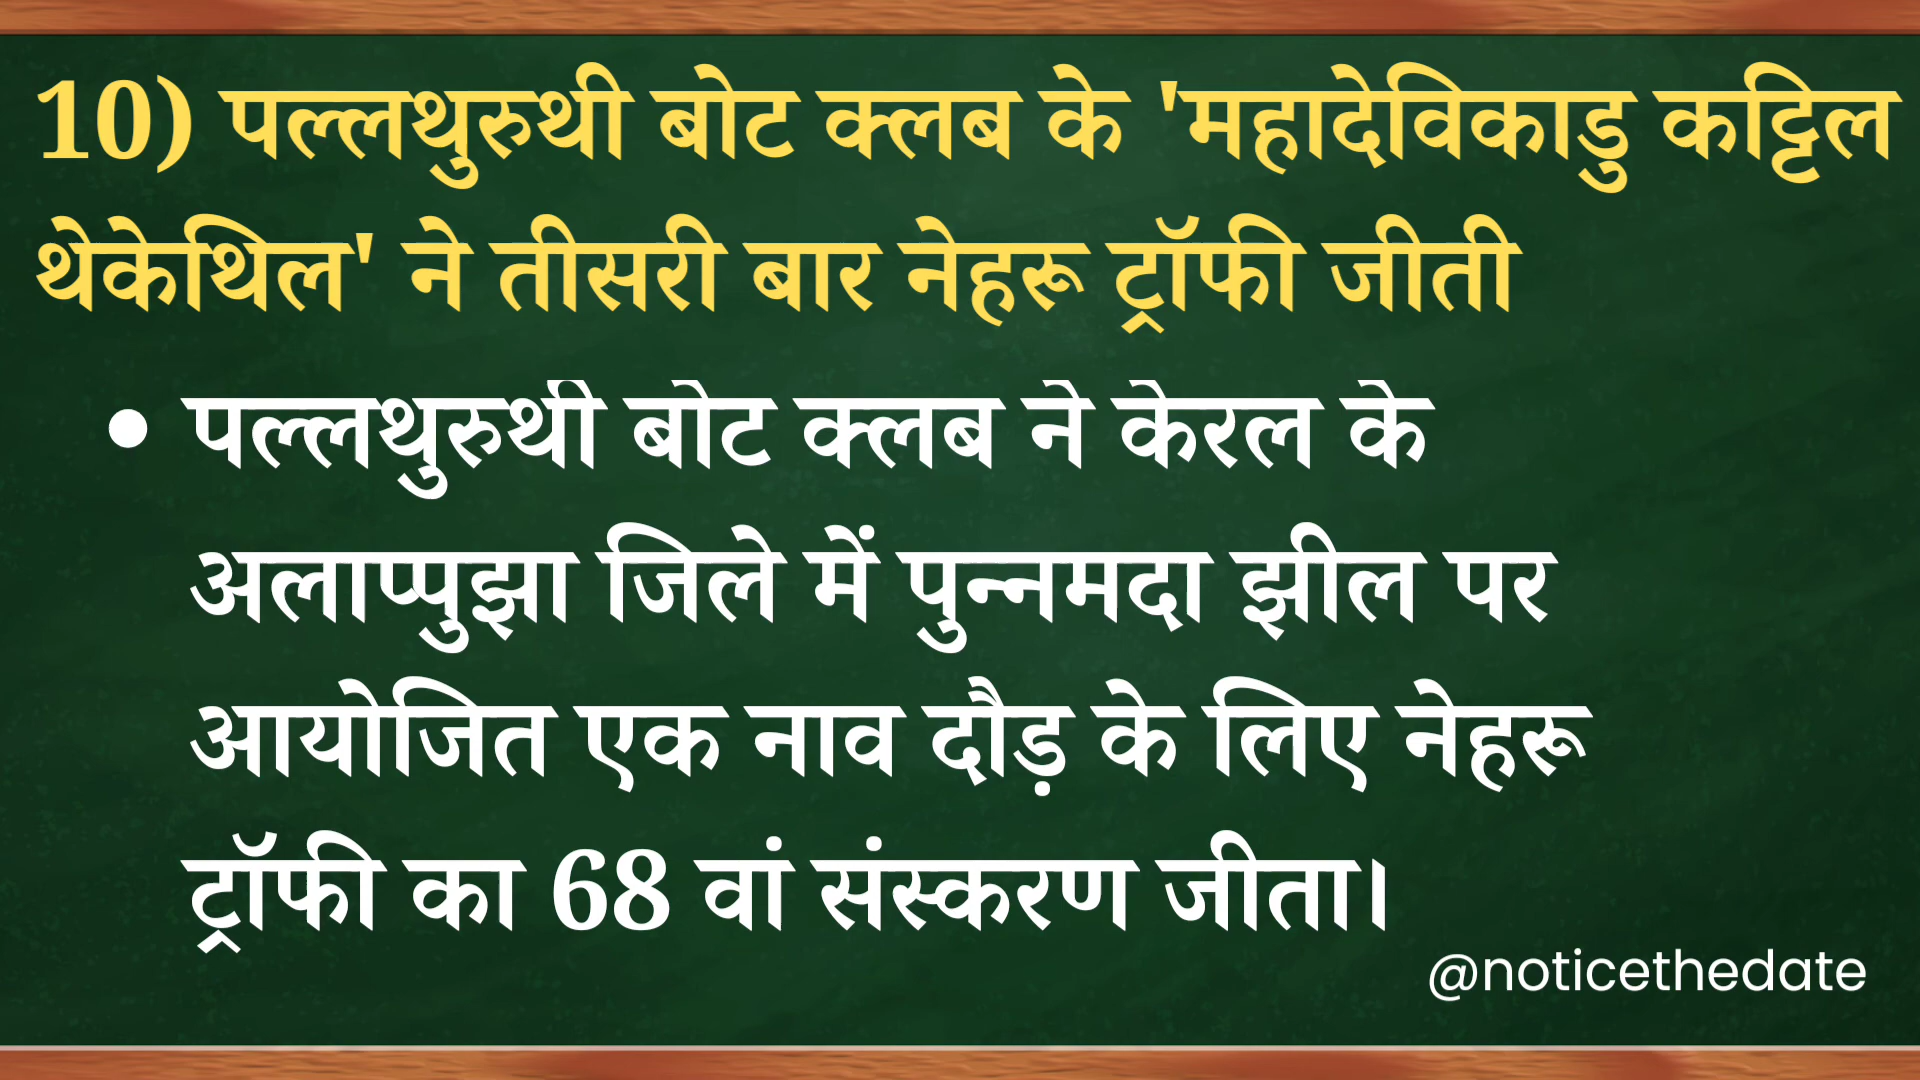 10) पल्लथुरुथी बोट क्लब के 'महादेविकाडु कट्टिल
थेकेथिल' ने तीसरी बार नेहरू ट्रॉफी जीती
• पल्लथुरुथी बोट क्लब ने केरल के
अलाप्पुझा जिले में पुन्नमदा झील पर
आयोजित एक नाव दौड़ के लिए नेहरू
ट्रॉफी का 68 वां संस्करण जीता।
@noticethedate